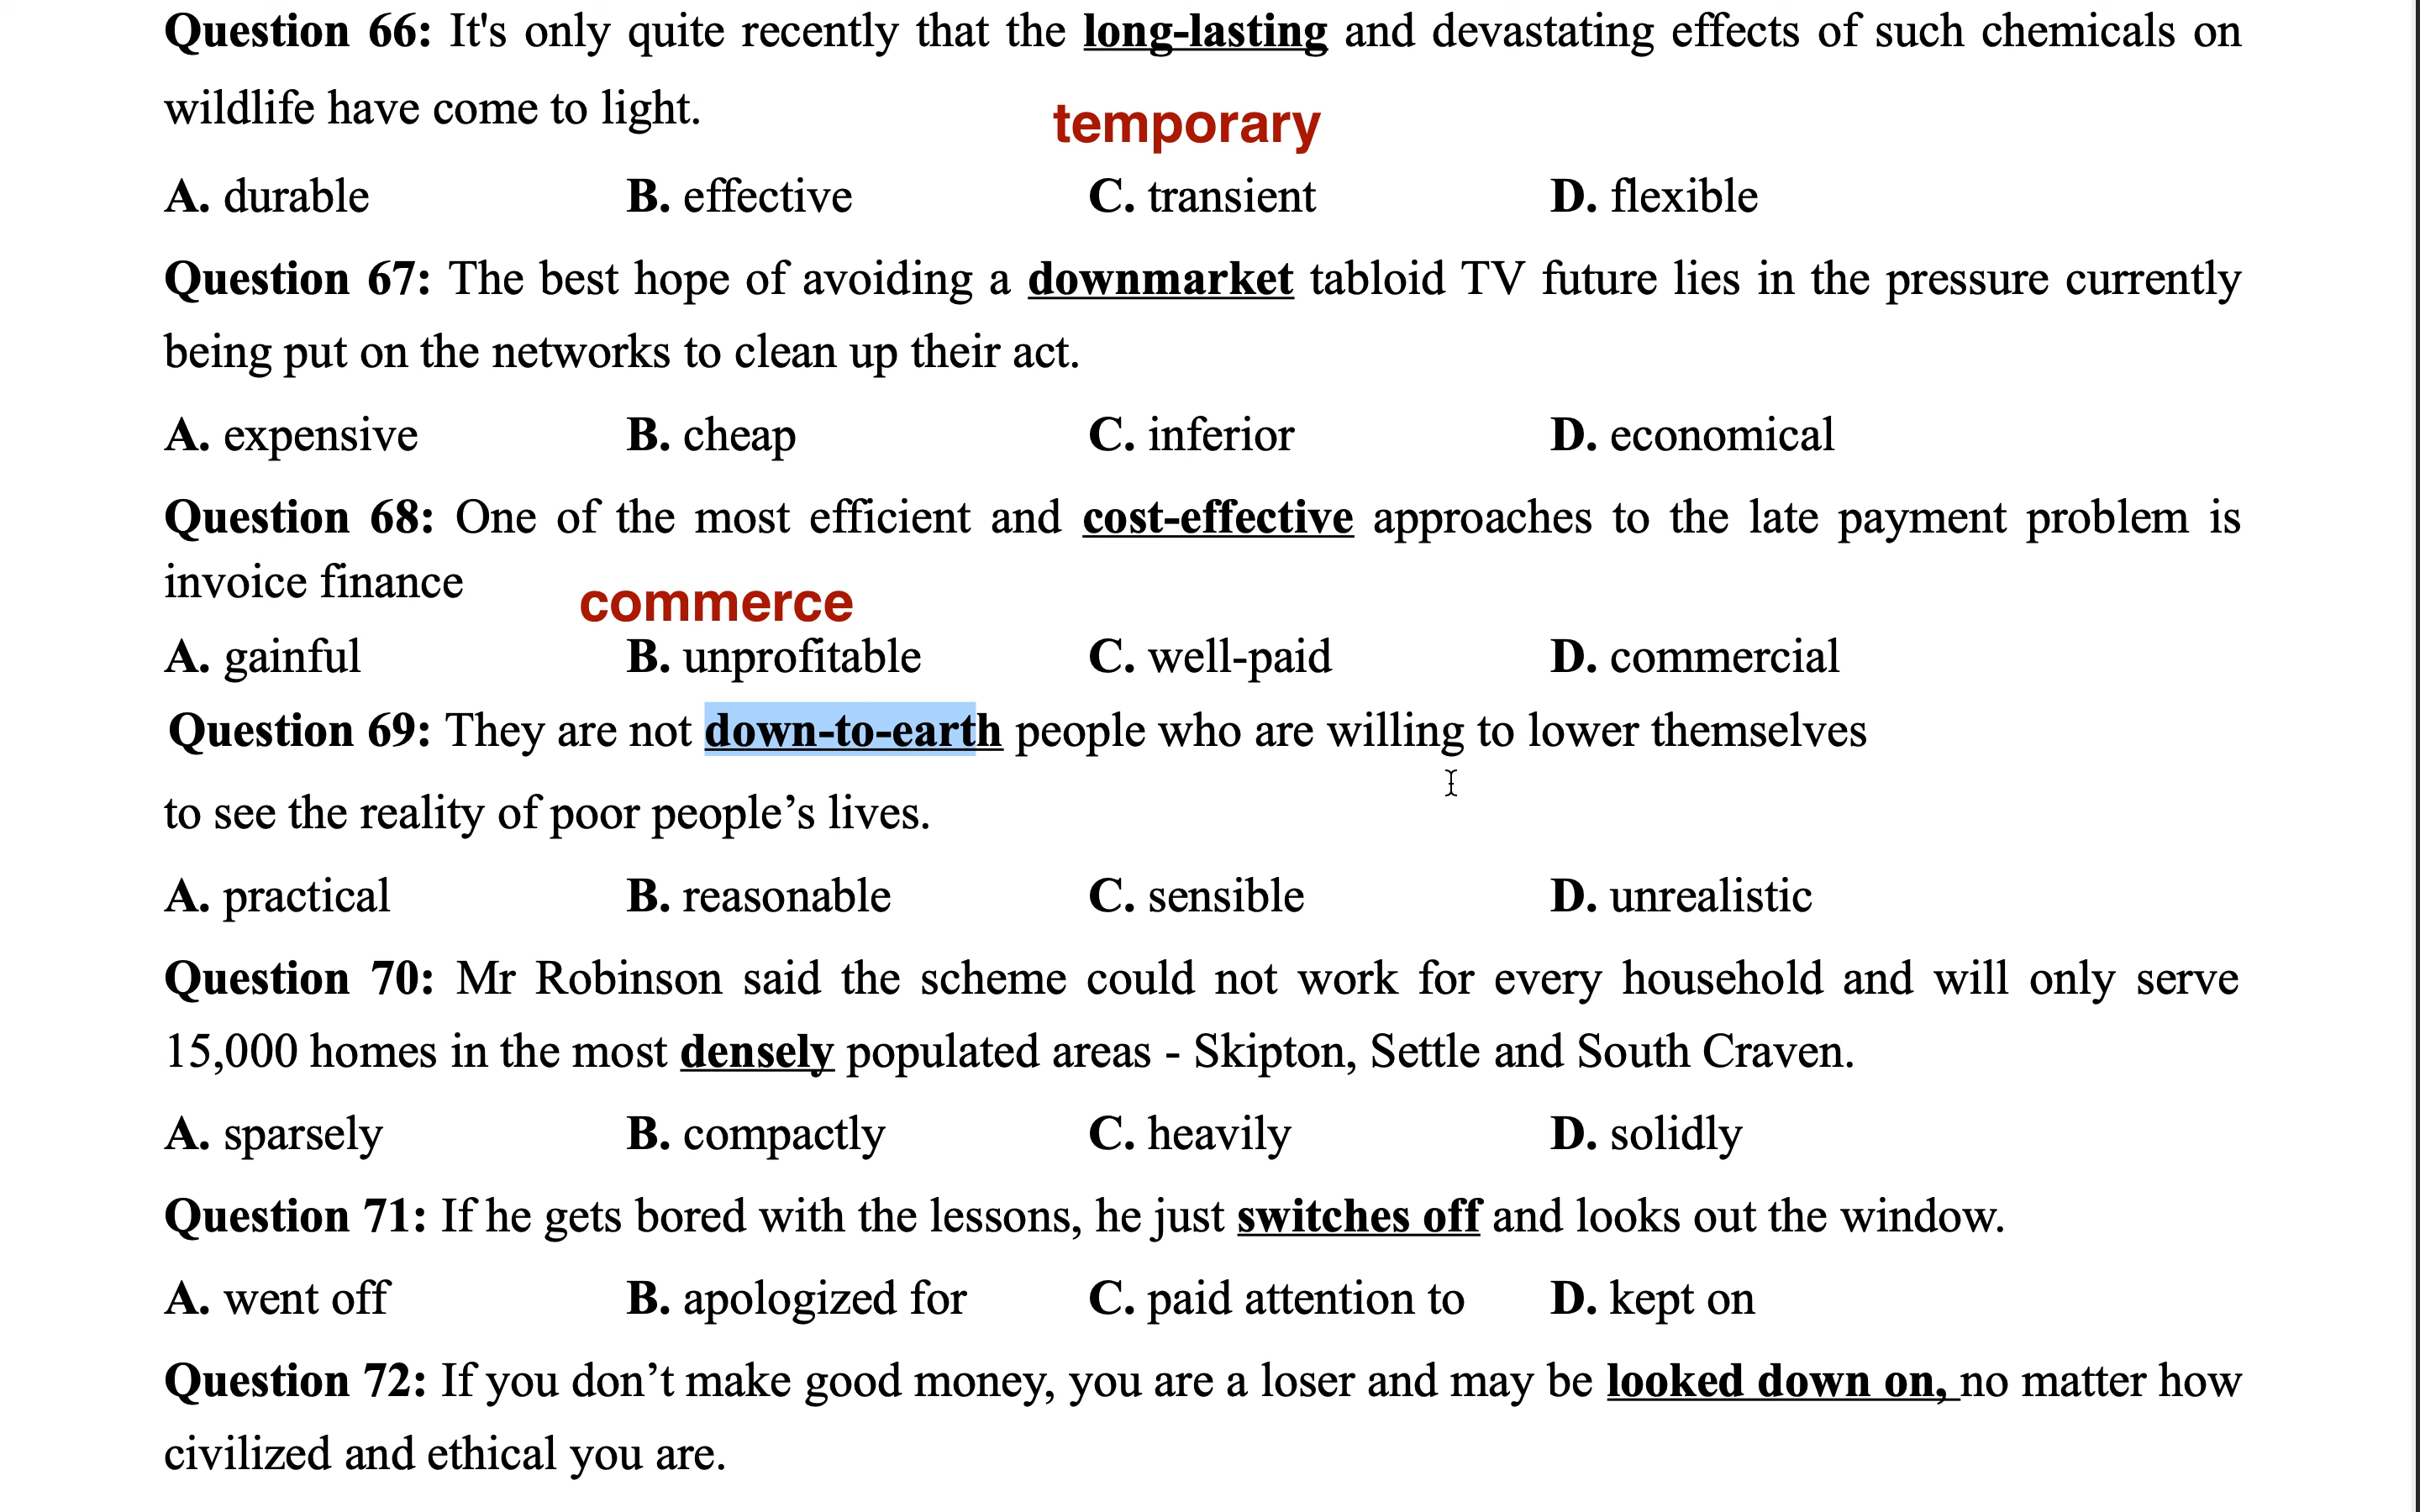 Question 66: It's only quite recently that the long-lasting and devastating effects of such chemicals on
wildlife have come to light.
temporary
A. durable B. effective C. transient D. flexible
Question 67: The best hope of avoiding a downmarket tabloid TV future lies in the pressure currently
being put on the networks to clean up their act.
A. expensive B. cheap C. inferior D. economical
Question 68: One of the most efficient and cost-effective approaches to the late payment problem is
invoice finance
commerce
A. gainful B. unprofitable C. well-paid D. commercial
Question 69: They are not down-to-earth people who are willing to lower themselves
to see the reality of poor people’s lives.
A. practical B. reasonable C. sensible D. unrealistic
Question 70: Mr Robinson said the scheme could not work for every household and will only serve
15,000 homes in the most densely populated areas - Skipton, Settle and South Craven.
A. sparsely B. compactly C. heavily D. solidly
Question 71: If he gets bored with the lessons, he just switches off and looks out the window.
A. went off B. apologized for C. paid attention to D. kept on
Question 72: If you don’t make good money, you are a loser and may be looked down on, no matter how
civilized and ethical you are.